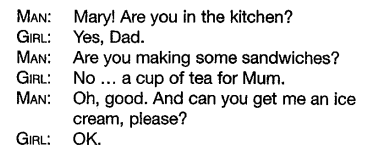 MAN: Mary! Are you in the kitchen?
GIRL: Yes, Dad.
MAN: Are you making some sandwiches?
GIRL: No ... a cup of tea for Mum.
MAN: Oh, good. And can you get me an ice
cream, please?
GIRL: OK.